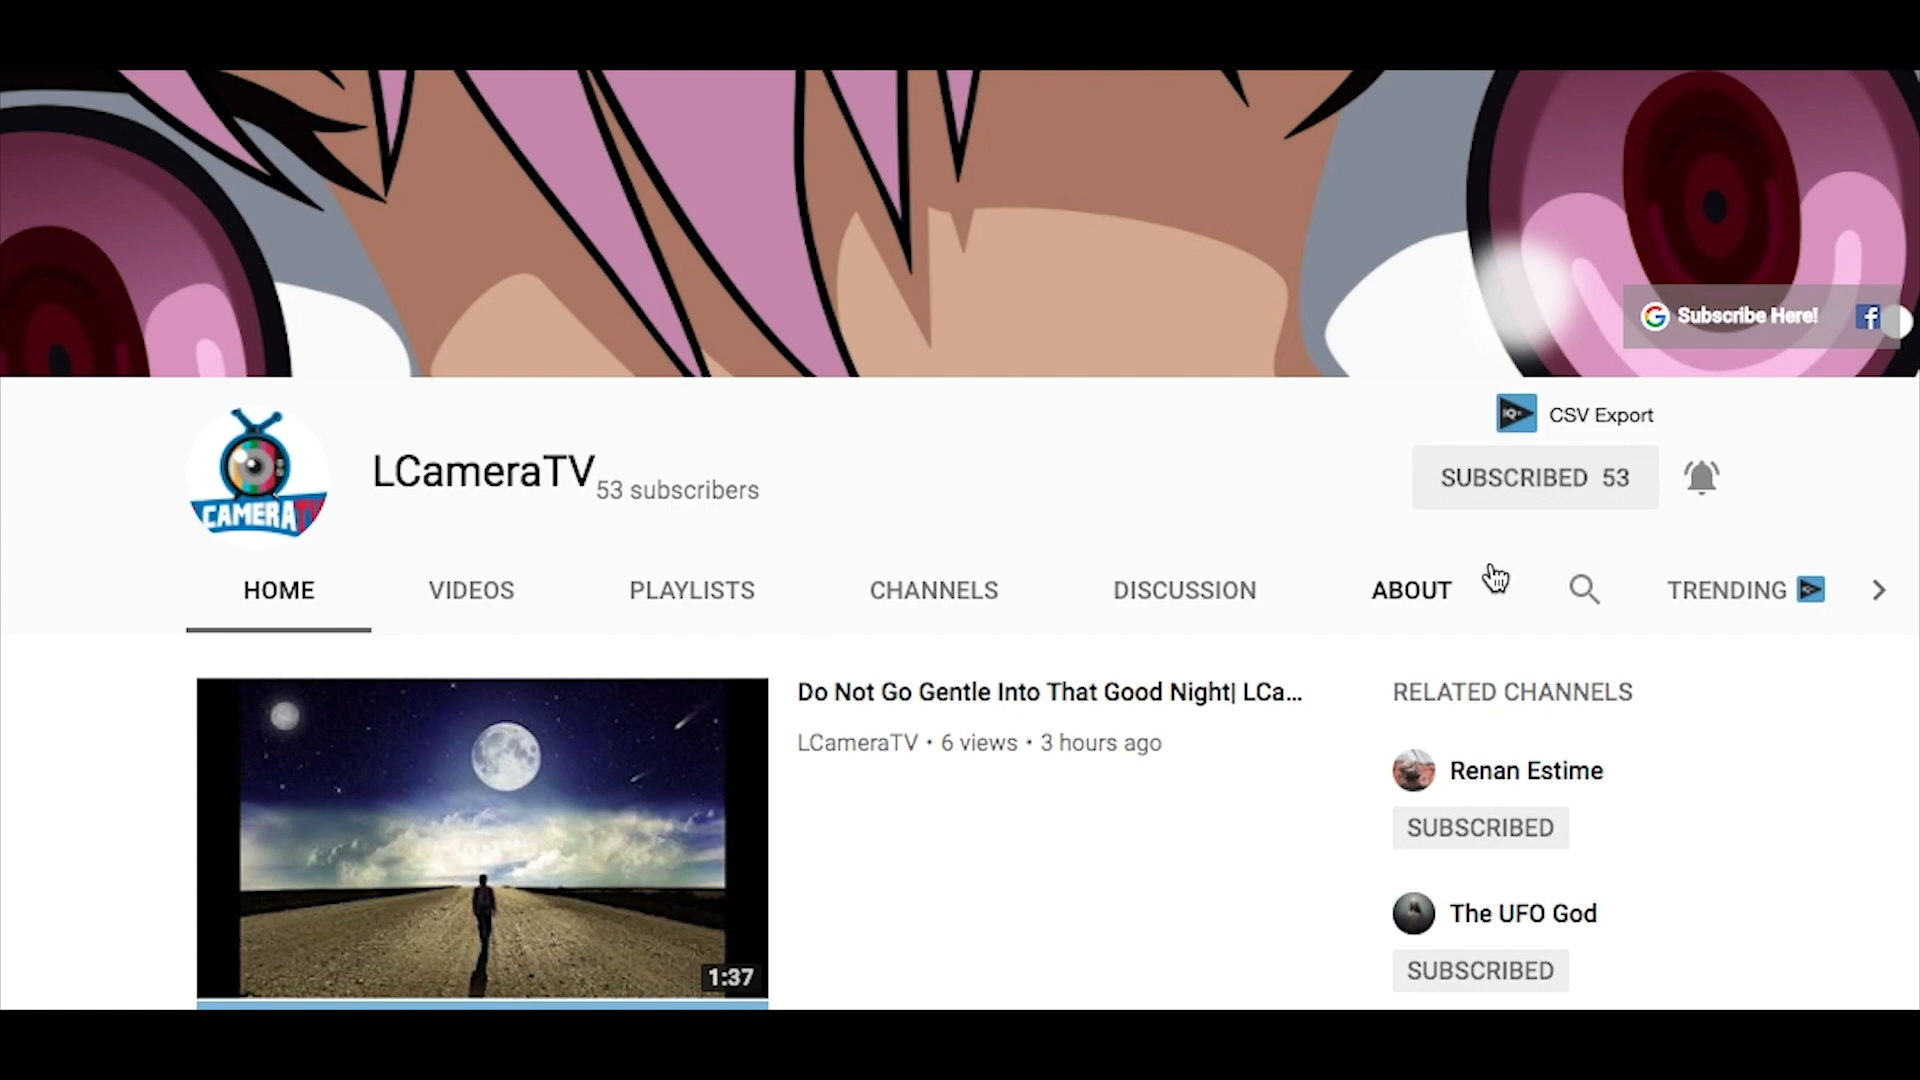 Subscribe Here!
IQ
CSV Export
CAMERATV
LCameraTV 53 subscribers
SUBSCRIBED 53
HOME VIDEOS PLAYLISTS CHANNELS DISCUSSION ABOUT TRENDING
Do Not Go Gentle Into That Good Night| LCa...
LCameraTV • 6 views • 3 hours ago
1:37
RELATED CHANNELS
Renan Estime
SUBSCRIBED
The UFO God
SUBSCRIBED